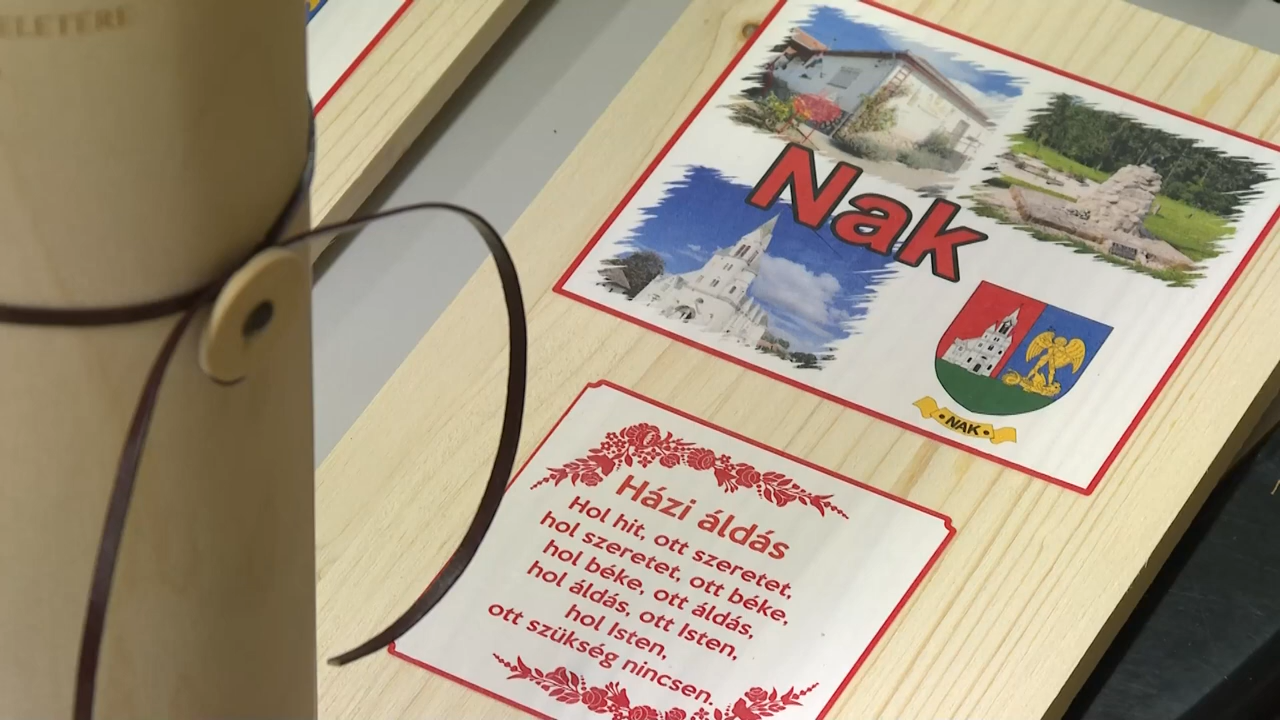 Nak
NAK
Házi áldás
Hol hit, ott szeretet,
hol szeretet, ott béke,
hol béke, ott áldás,
hol áldás, ott Isten,
hol Isten,
ott szükség nincsen.